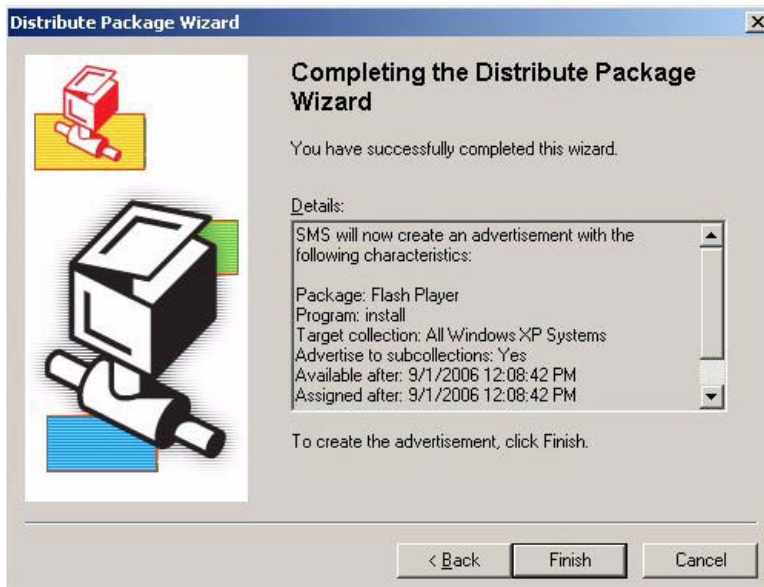 Distribute Package Wizard
Completing the Distribute Package
Wizard
You have successfully completed this wizard.
Details:
SMS will now create an advertisement with the
following characteristics:
Package: Flash Player
Program: install
Target collection: All Windows XP Systems
Advertise to subcollections: Yes
Available after: 9/1/2006 12:08:42 PM
Assigned after: 9/1/2006 12:08:42 PM
To create the advertisement, click Finish.
< Back Finish Cancel